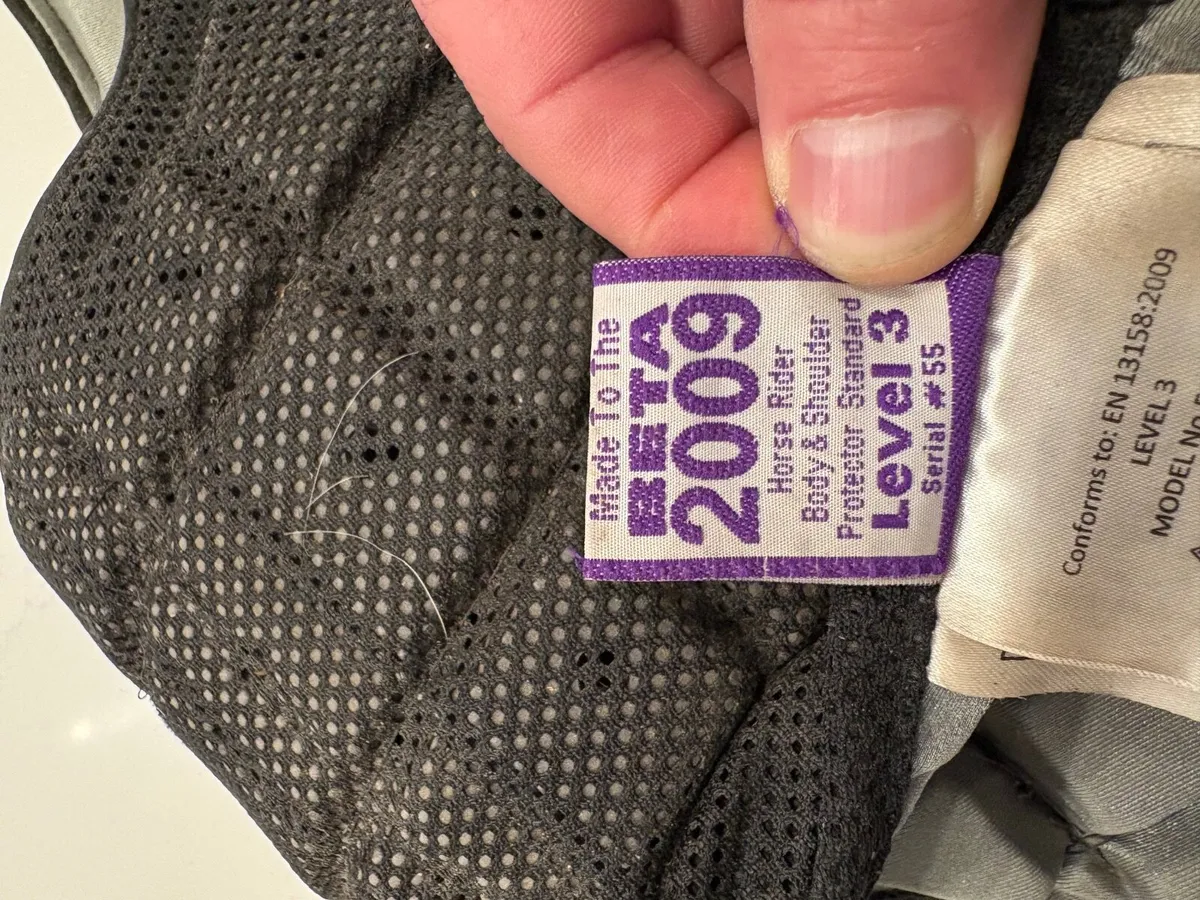 Made To The
BETA
2009
Horse Rider
Body & Shoulder
Protector Standard
Level 3
Serial #55
Conforms to: EN 13158:2009
LEVEL 3
MODEL No